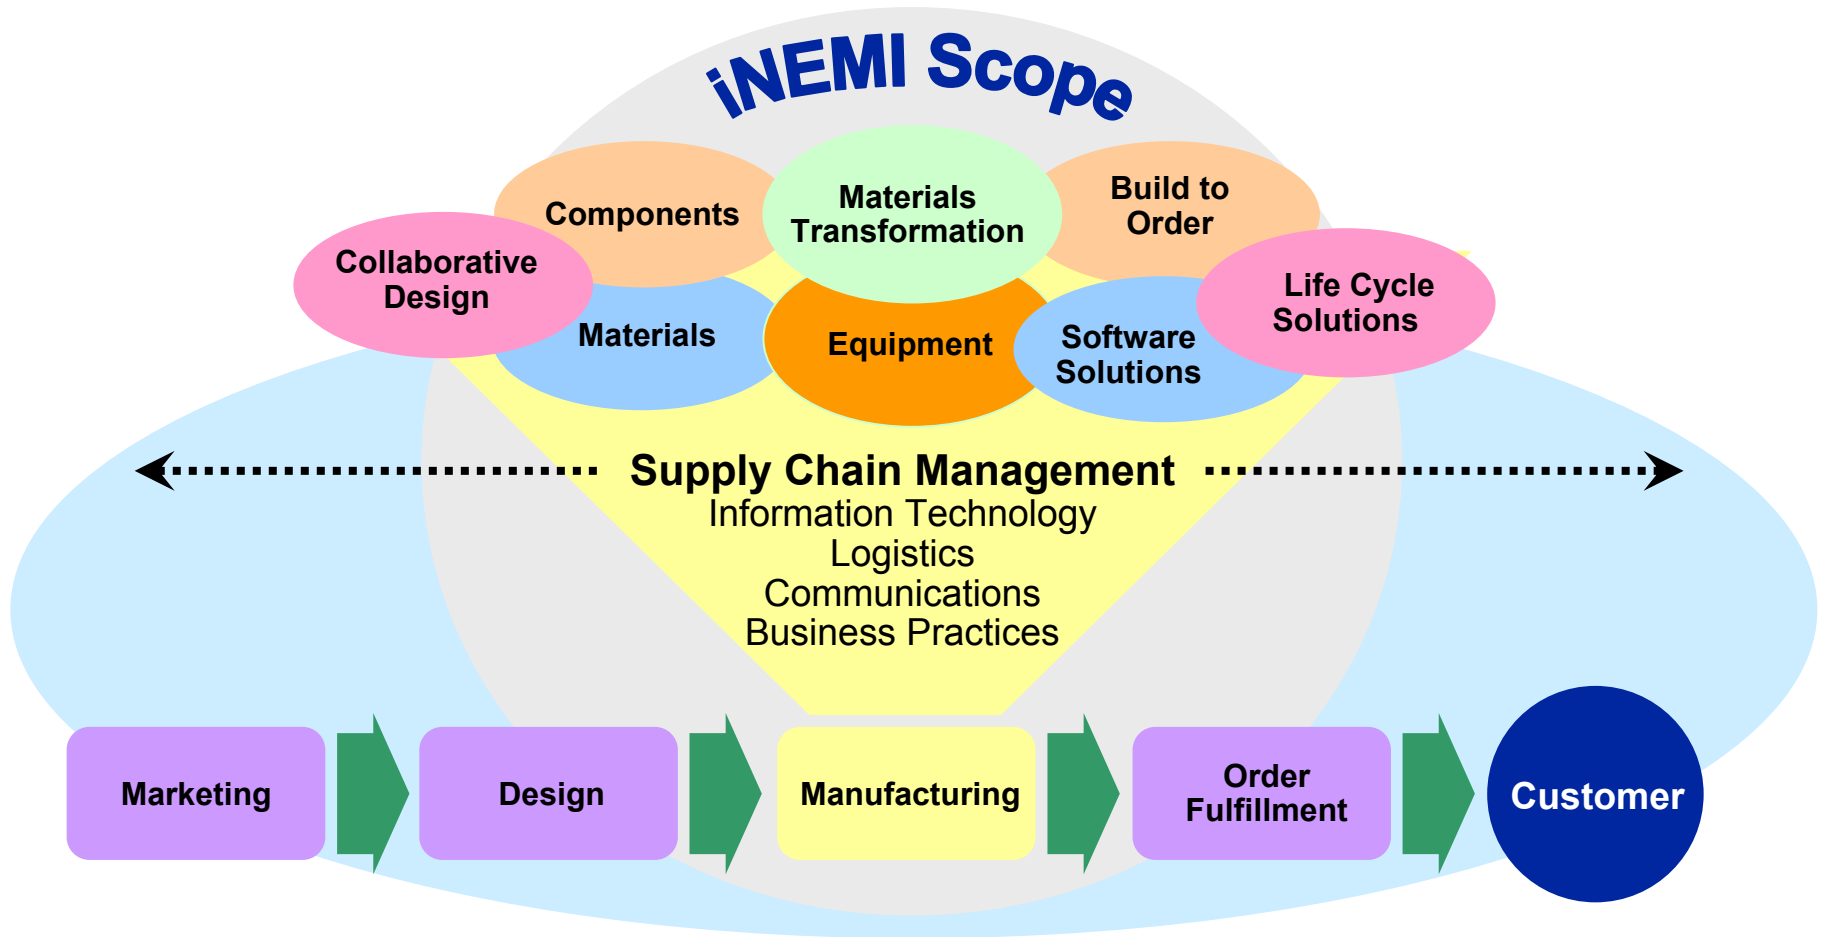 iNEMI Scope
Components
Materials
Transformation
Build to
Order
Collaborative
Design
Life Cycle
Solutions
Materials
Equipment
Software
Solutions
Supply Chain Management
Information Technology
Logistics
Communications
Business Practices
Marketing
Design
Manufacturing
Order
Fulfillment
Customer